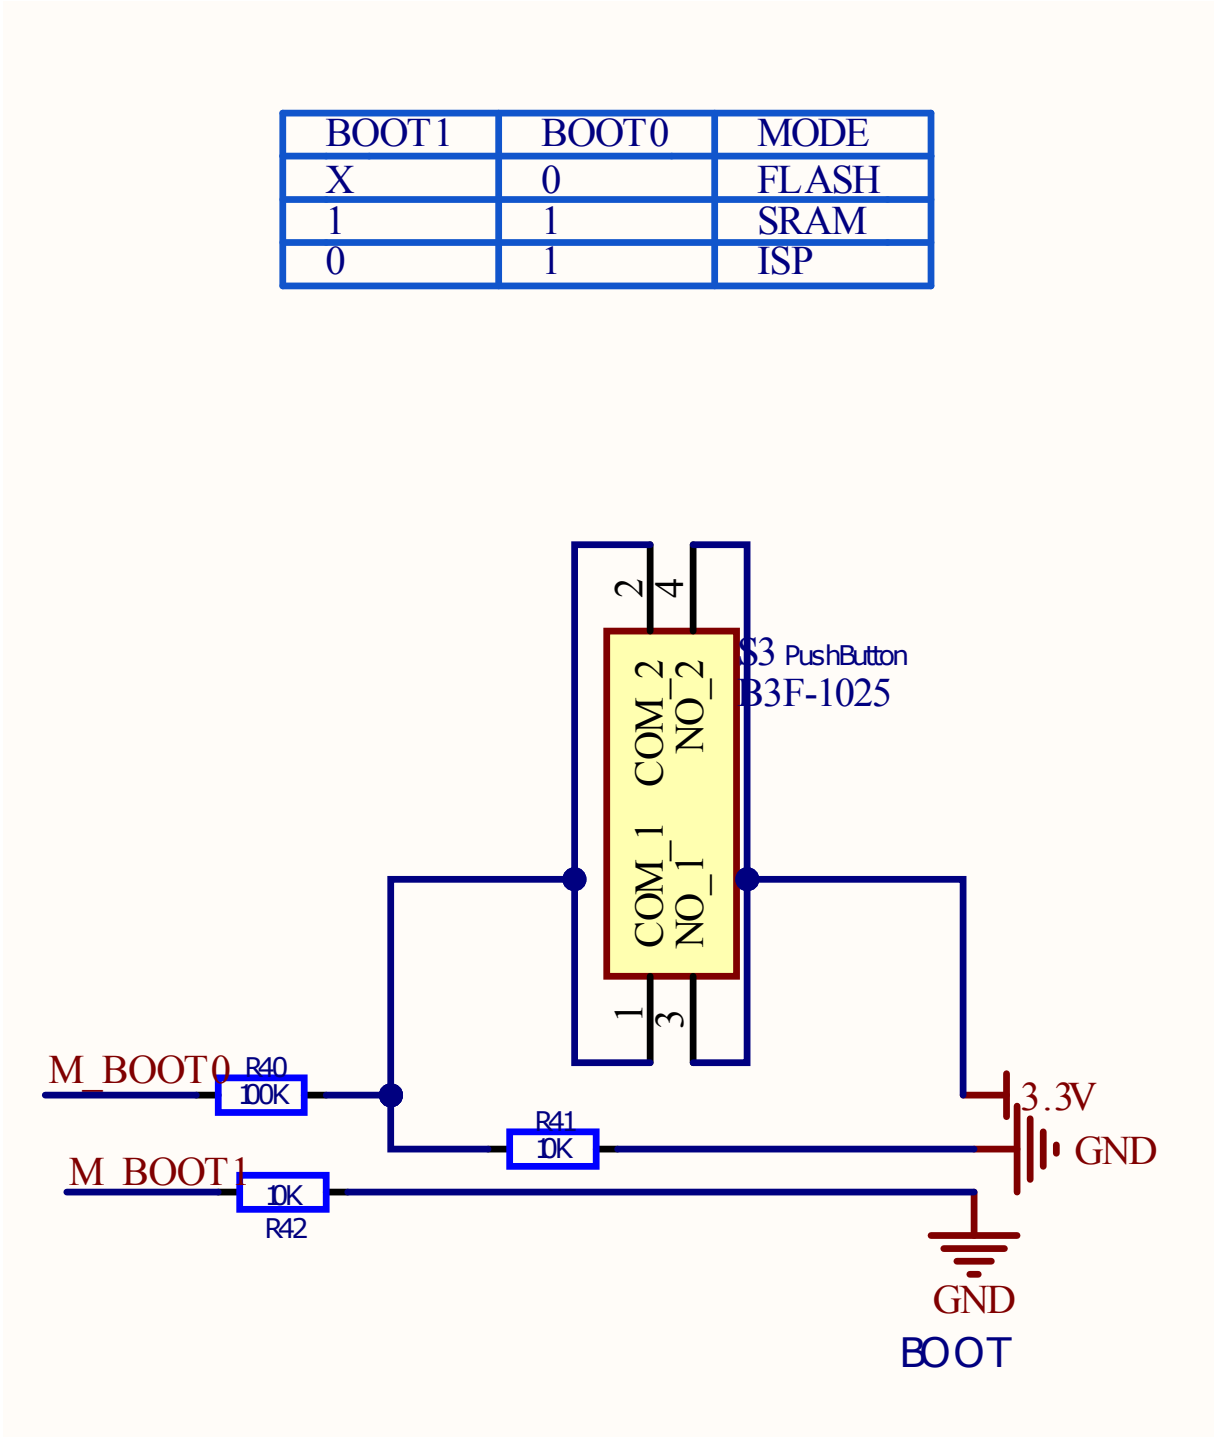 BOOT1 BOOT0 MODE
X 0 FLASH
1 1 SRAM
0 1 ISP
2 4
S3 PushButton
B3F-1025
COM_2
NO_2
COM_1
NO_1
1 3
M_BOOT0
R40
100K
3.3V
R41
10K
GND
M_BOOT1
10K
R42
GND
BOOT